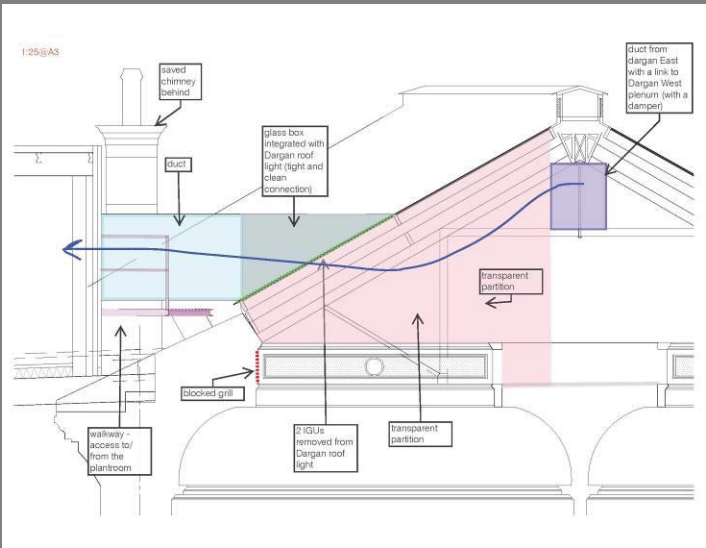 1:25@A3
saved
chimney
behind
duct
glass box
integrated with
Dargan roof
light (tight and
clean
connection)
duct from
dargan East
with a link to
Dargan West
plenum (with a
damper)
transparent
partition
blocked grill
walkway -
access to/
from the
plantroom
2 IGUs
removed from
Dargan roof
light
transparent
partition